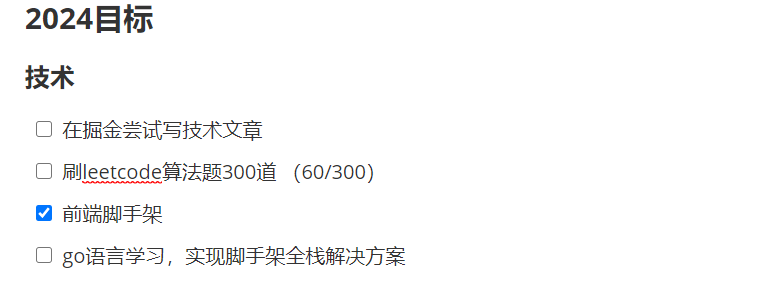 2024目标
技术
在掘金尝试写技术文章
刷leetcode算法题300道 （60/300）
前端脚手架
go语言学习，实现脚手架全栈解决方案